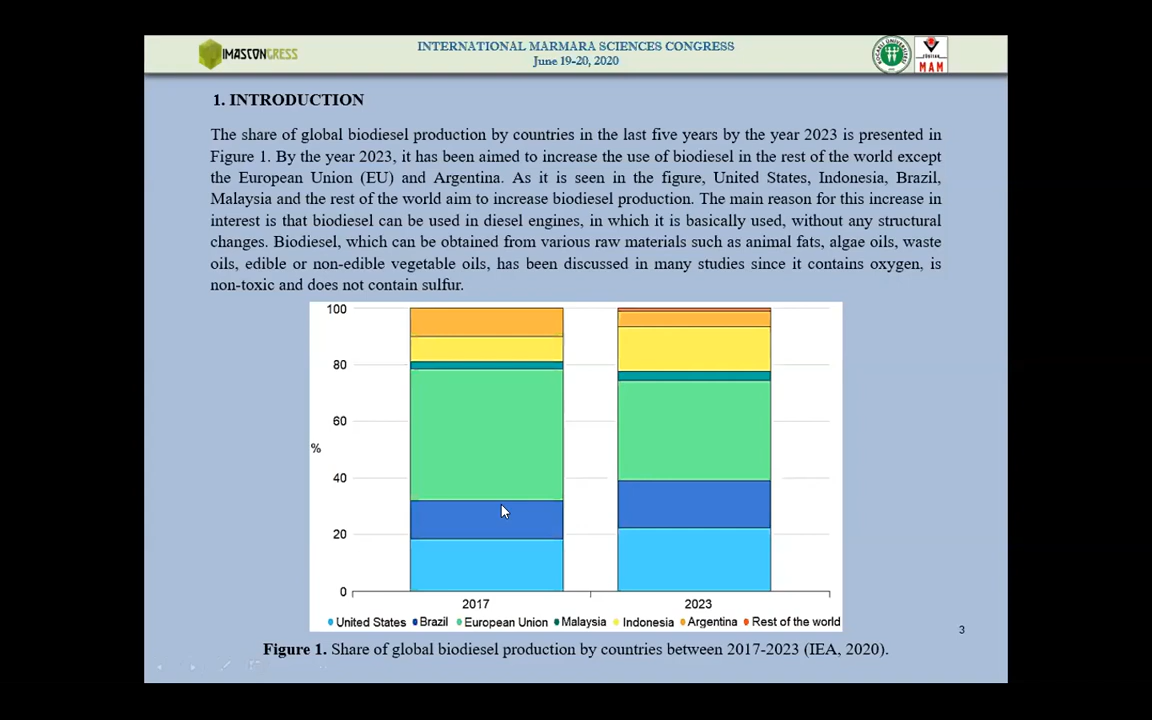 IMASCONGRESS
INTERNATIONAL MARMARA SCIENCES CONGRESS
June 19-20, 2020
MAM
1. INTRODUCTION
The share of global biodiesel production by countries in the last five years by the year 2023 is presented in
Figure 1. By the year 2023, it has been aimed to increase the use of biodiesel in the rest of the world except
the European Union (EU) and Argentina. As it is seen in the figure, United States, Indonesia, Brazil,
Malaysia and the rest of the world aim to increase biodiesel production. The main reason for this increase in
interest is that biodiesel can be used in diesel engines, in which it is basically used, without any structural
changes. Biodiesel, which can be obtained from various raw materials such as animal fats, algae oils, waste
oils, edible or non-edible vegetable oils, has been discussed in many studies since it contains oxygen, is
non-toxic and does not contain sulfur.
100
80
60
%
40
20
0
2017 2023
United States Brazil European Union Malaysia Indonesia Argentina Rest of the world
3
Figure 1. Share of global biodiesel production by countries between 2017-2023 (IEA, 2020).